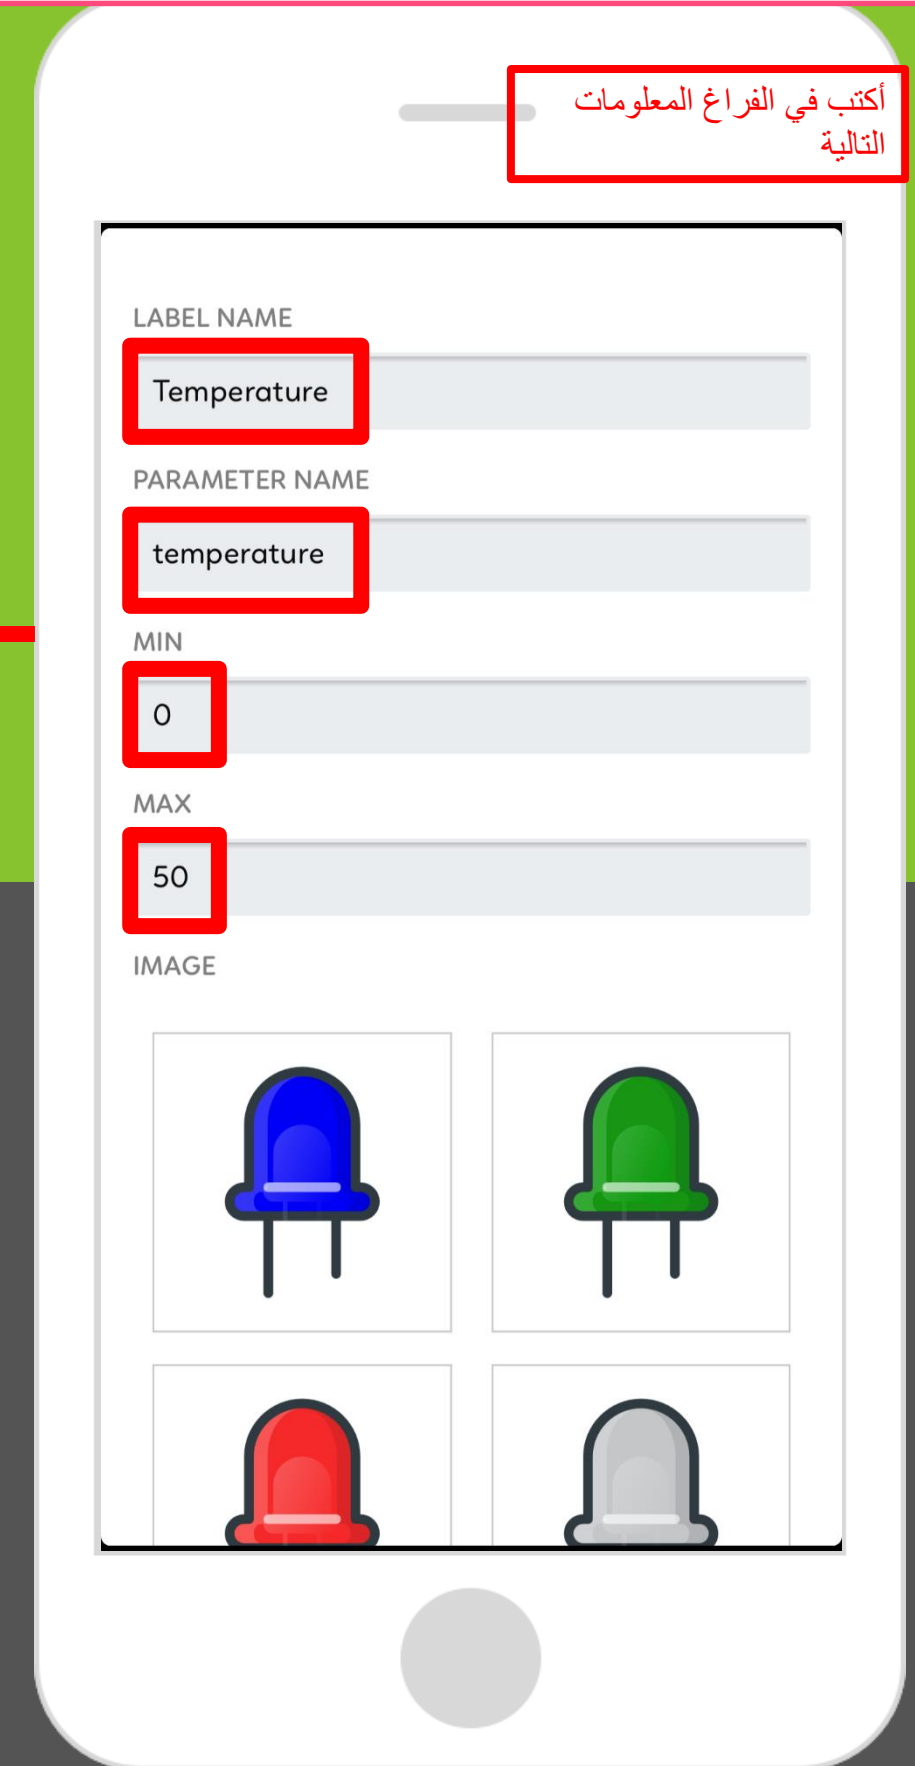 أكتب في الفراغ المعلومات
التالية
LABEL NAME
Temperature
PARAMETER NAME
temperature
MIN
0
MAX
50
IMAGE